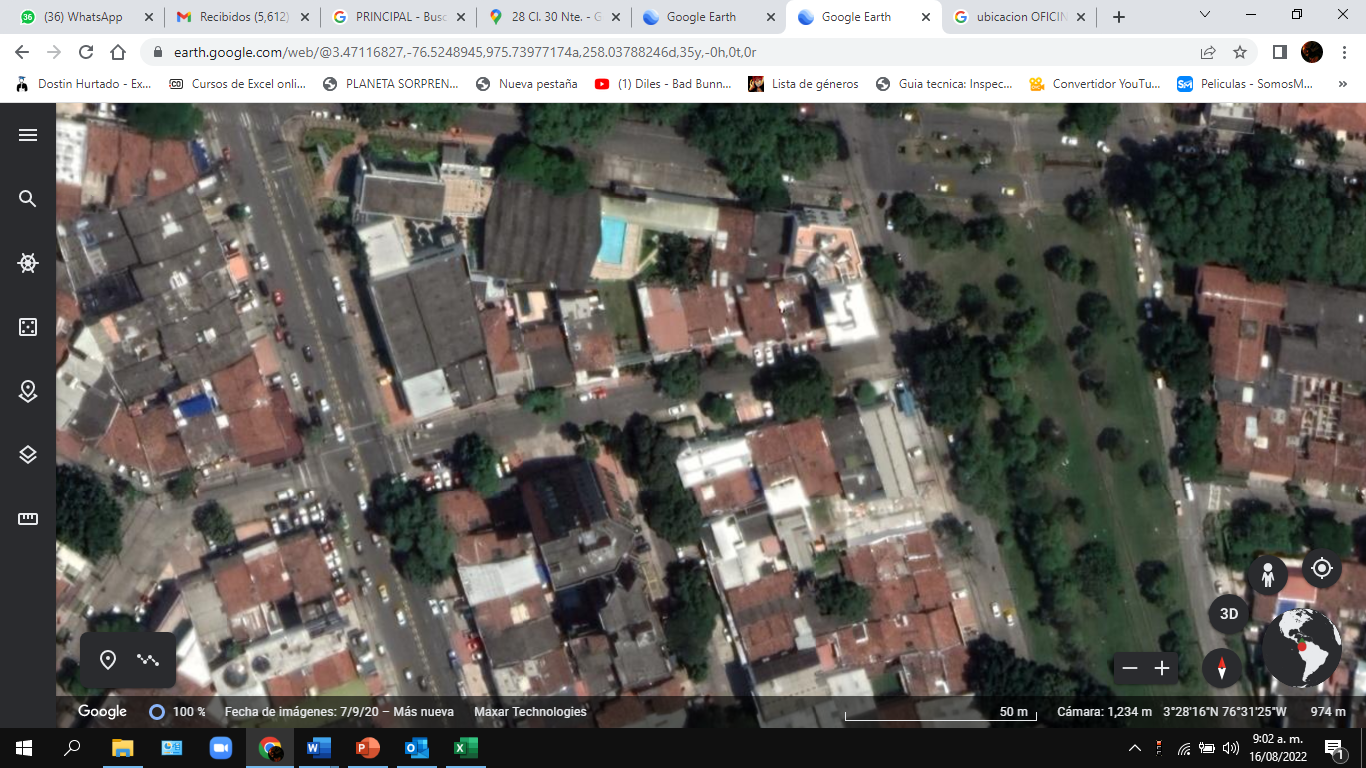 (36) WhatsApp
Recibidos (5,612)
PRINCIPAL - Busc
28 Cl. 30 Nte. - G
Google Earth
Google Earth
ubicacion OFICIN
earth.google.com/web/@3.47116827,-76.5248945,975.73977174a,258.03788246d,35y,-0h,0t,0r
Dostin Hurtado - Ex...
Cursos de Excel onli...
PLANETA SORPREN...
Nueva pestaña
(1) Diles - Bad Bunn...
Lista de géneros
Guia tecnica: Inspec...
Convertidor YouTu...
Peliculas - SomosM...
3D
Google
100 %
Fecha de imágenes: 7/9/20 – Más nueva
Maxar Technologies
50 m
Cámara: 1,234 m
3°28'16"N 76°31'25"W
974 m
9:02 a. m.
16/08/2022
1